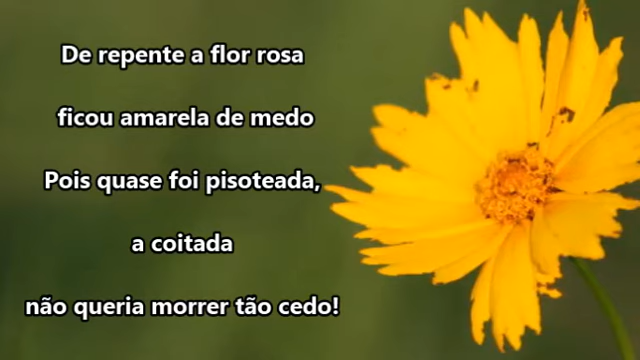 De repente a flor rosa
ficou amarela de medo
Pois quase foi pisoteada,
a coitada
não queria morrer tão cedo!